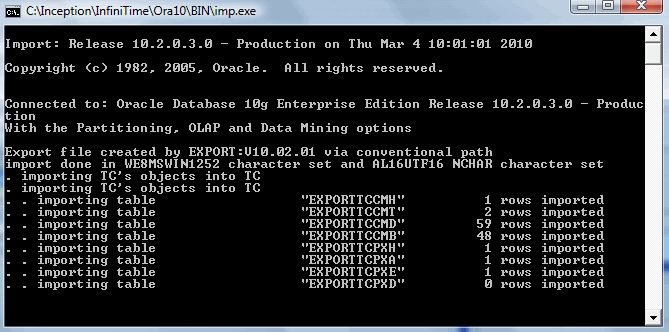 C:\Inception\InfiniTime\Ora10\BIN\imp.exe
Import: Release 10.2.0.3.0 - Production on Thu Mar 4 10:01:01 2010
Copyright (c) 1982, 2005, Oracle.  All rights reserved.
Connected to: Oracle Database 10g Enterprise Edition Release 10.2.0.3.0 - Produc
tion
With the Partitioning, OLAP and Data Mining options
Export file created by EXPORT:V10.02.01 via conventional path
import done in WE8MSWIN1252 character set and AL16UTF16 NCHAR character set
. importing TC's objects into TC
. importing TC's objects into TC
. . importing table "EXPORTTCCMH" 1 rows imported
. . importing table "EXPORTTCCMT" 2 rows imported
. . importing table "EXPORTTCCMD" 59 rows imported
. . importing table "EXPORTTCCMB" 48 rows imported
. . importing table "EXPORTTCPXH" 1 rows imported
. . importing table "EXPORTTCPXA" 1 rows imported
. . importing table "EXPORTTCPXE" 1 rows imported
. . importing table "EXPORTTCPXD" 0 rows imported